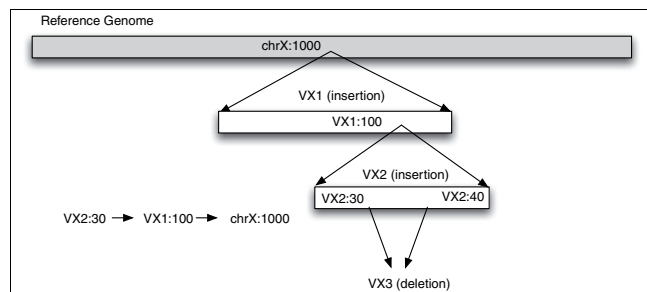 Reference Genome
chrX:1000
VX1 (insertion)
VX1:100
VX2 (insertion)
VX2:30 VX2:40
VX2:30 → VX1:100 → chrX:1000
VX3 (deletion)